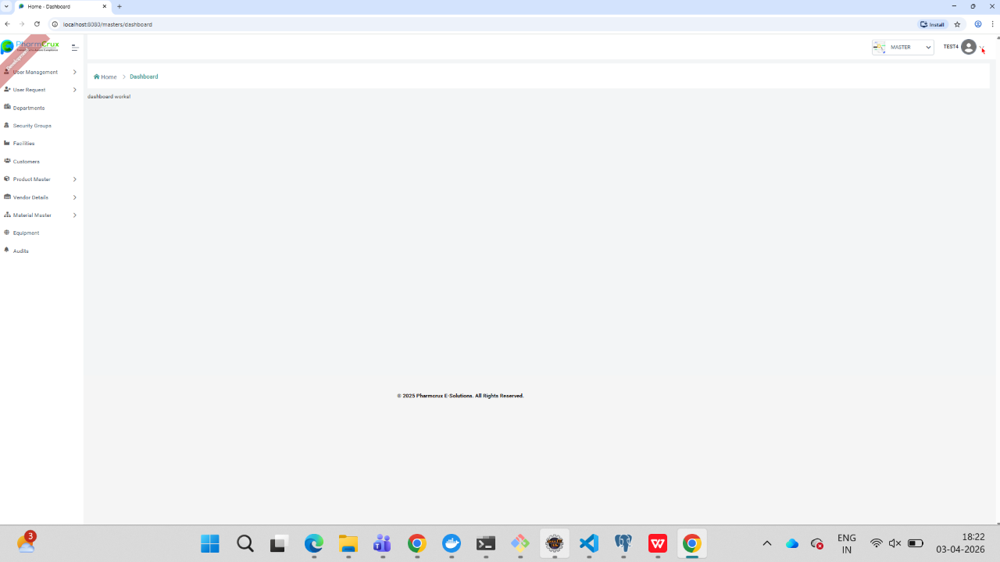 Home - Dashboard
localhost:8080/masters/dashboard
Install
PharmCrux
MASTER
TEST4
User Management
Home
Dashboard
User Request
dashboard works!
Departments
Security Groups
Facilities
Customers
Product Master
Vendor Details
Material Master
Equipment
Audits
© 2025 Pharmcrux E-Solutions. All Rights Reserved.
3
ENG
IN
18:22
03-04-2026